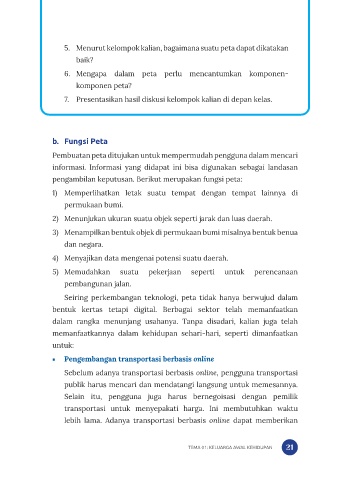 5. Menurut kelompok kalian, bagaimana suatu peta dapat dikatakan
baik?
6. Mengapa dalam peta perlu mencantumkan komponen-
komponen peta?
7. Presentasikan hasil diskusi kelompok kalian di depan kelas.
b. Fungsi Peta
Pembuatan peta ditujukan untuk mempermudah pengguna dalam mencari
informasi. Informasi yang didapat ini bisa digunakan sebagai landasan
pengambilan keputusan. Berikut merupakan fungsi peta:
1) Memperlihatkan letak suatu tempat dengan tempat lainnya di
permukaan bumi.
2) Menunjukan ukuran suatu objek seperti jarak dan luas daerah.
3) Menampilkan bentuk objek di permukaan bumi misalnya bentuk benua
dan negara.
4) Menyajikan data mengenai potensi suatu daerah.
5) Memudahkan suatu pekerjaan seperti untuk perencanaan
pembangunan jalan.
Seiring perkembangan teknologi, peta tidak hanya berwujud dalam
bentuk kertas tetapi digital. Berbagai sektor telah memanfaatkan
dalam rangka menunjang usahanya. Tanpa disadari, kalian juga telah
memanfaatkannya dalam kehidupan sehari-hari, seperti dimanfaatkan
untuk:
• Pengembangan transportasi berbasis online
Sebelum adanya transportasi berbasis online, pengguna transportasi
publik harus mencari dan mendatangi langsung untuk memesannya.
Selain itu, pengguna juga harus bernegoisasi dengan pemilik
transportasi untuk menyepakati harga. Ini membutuhkan waktu
lebih lama. Adanya transportasi berbasis online dapat memberikan
TEMA 01: KELUARGA AWAL KEHIDUPAN 21